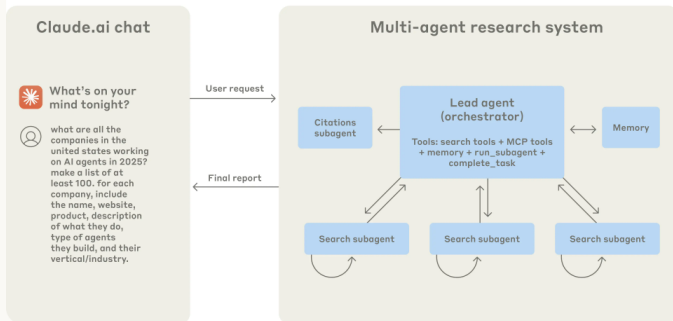 Claude.ai chat
What's on your
mind tonight?
what are all the
companies in the
united states working
on AI agents in 2025?
make a list of at
least 100. for each
company, include
the name, website,
product, description
of what they do,
type of agents
they build, and their
vertical/industry.
User request
Final report
Multi-agent research system
Citations
subagent
Lead agent
(orchestrator)
Tools: search tools + MCP tools
+ memory + run_subagent +
complete_task
Memory
Search subagent
Search subagent
Search subagent